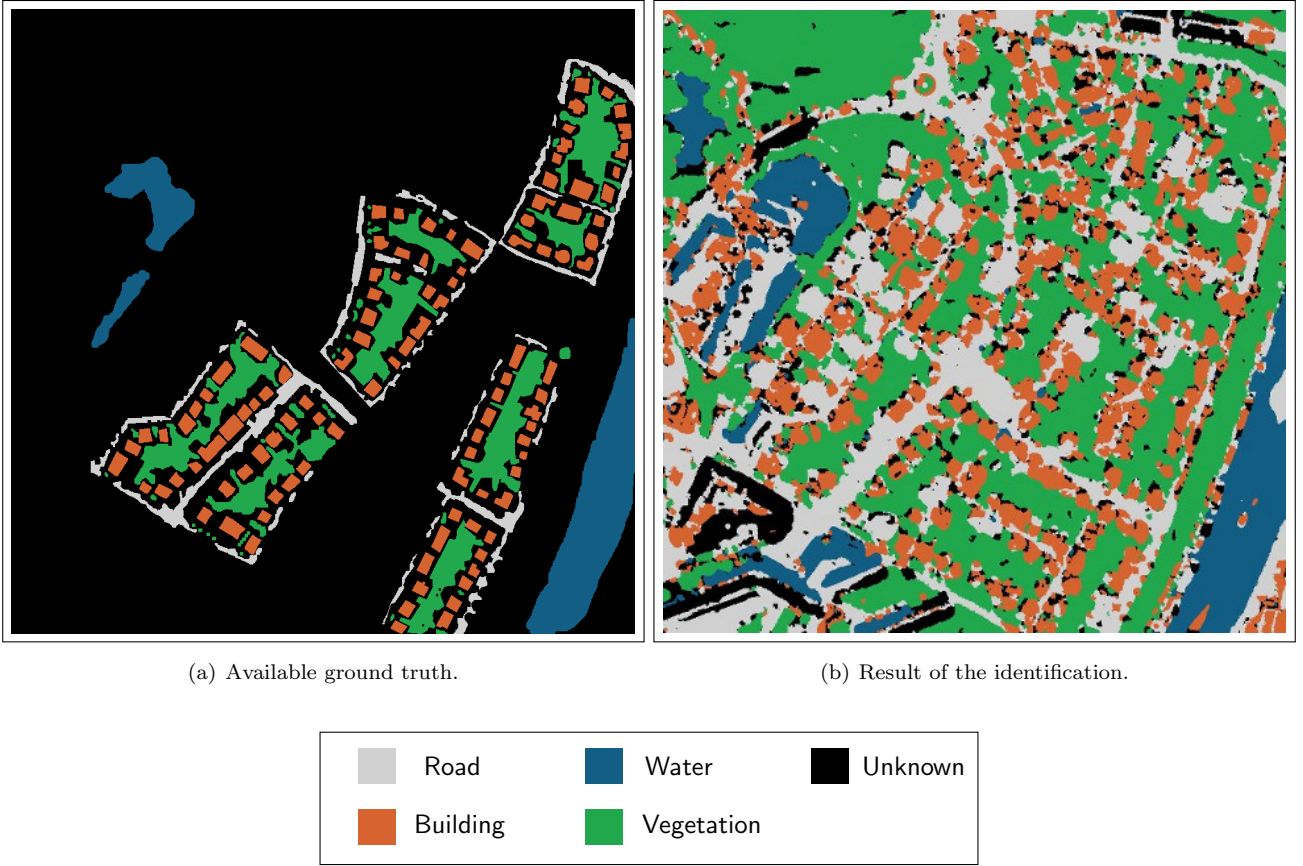 (a) Available ground truth.
(b) Result of the identification.
Road
Water
Unknown
Building
Vegetation